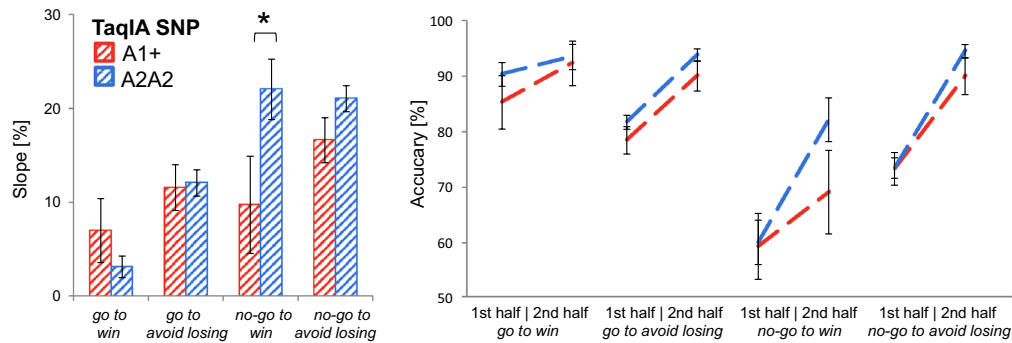 TaqIA SNP
A1+
A2A2
*
Slope [%]
30
20
10
0
go to
win
go to
avoid losing
no-go to
win
no-go to
avoid losing
Accucary [%]
100
90
80
70
60
50
1st half | 2nd half
go to win
1st half | 2nd half
go to avoid losing
1st half | 2nd half
no-go to win
1st half | 2nd half
no-go to avoid losing